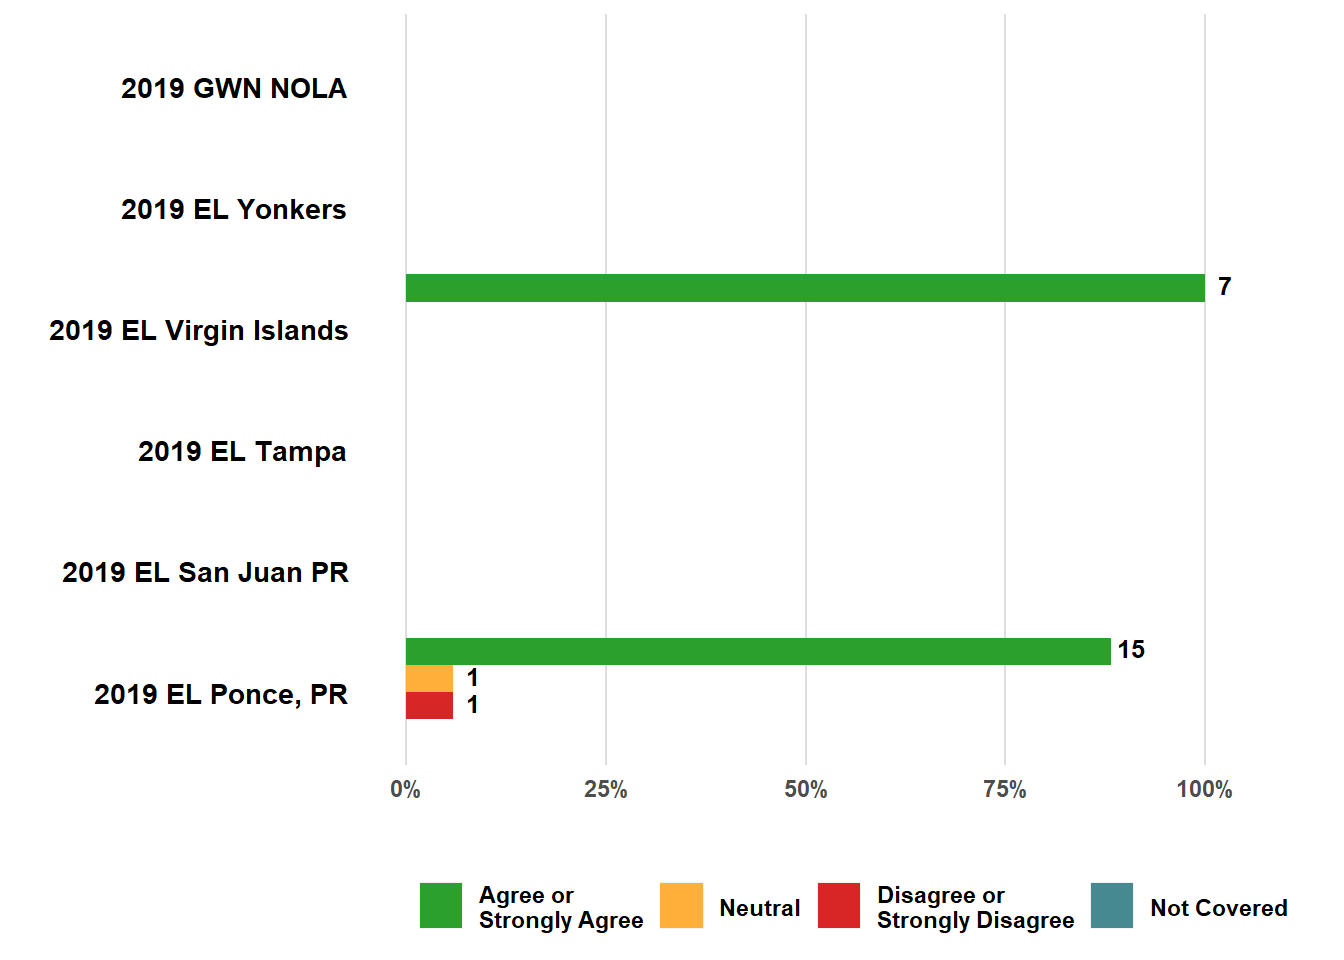 2019 GWN NOLA
2019 EL Yonkers
7
2019 EL Virgin Islands
2019 EL Tampa
2019 EL San Juan PR
15
1
2019 EL Ponce, PR
1
0%
25%
50%
75%
100%
Agree or
Strongly Agree
Neutral
Disagree or
Strongly Disagree
Not Covered